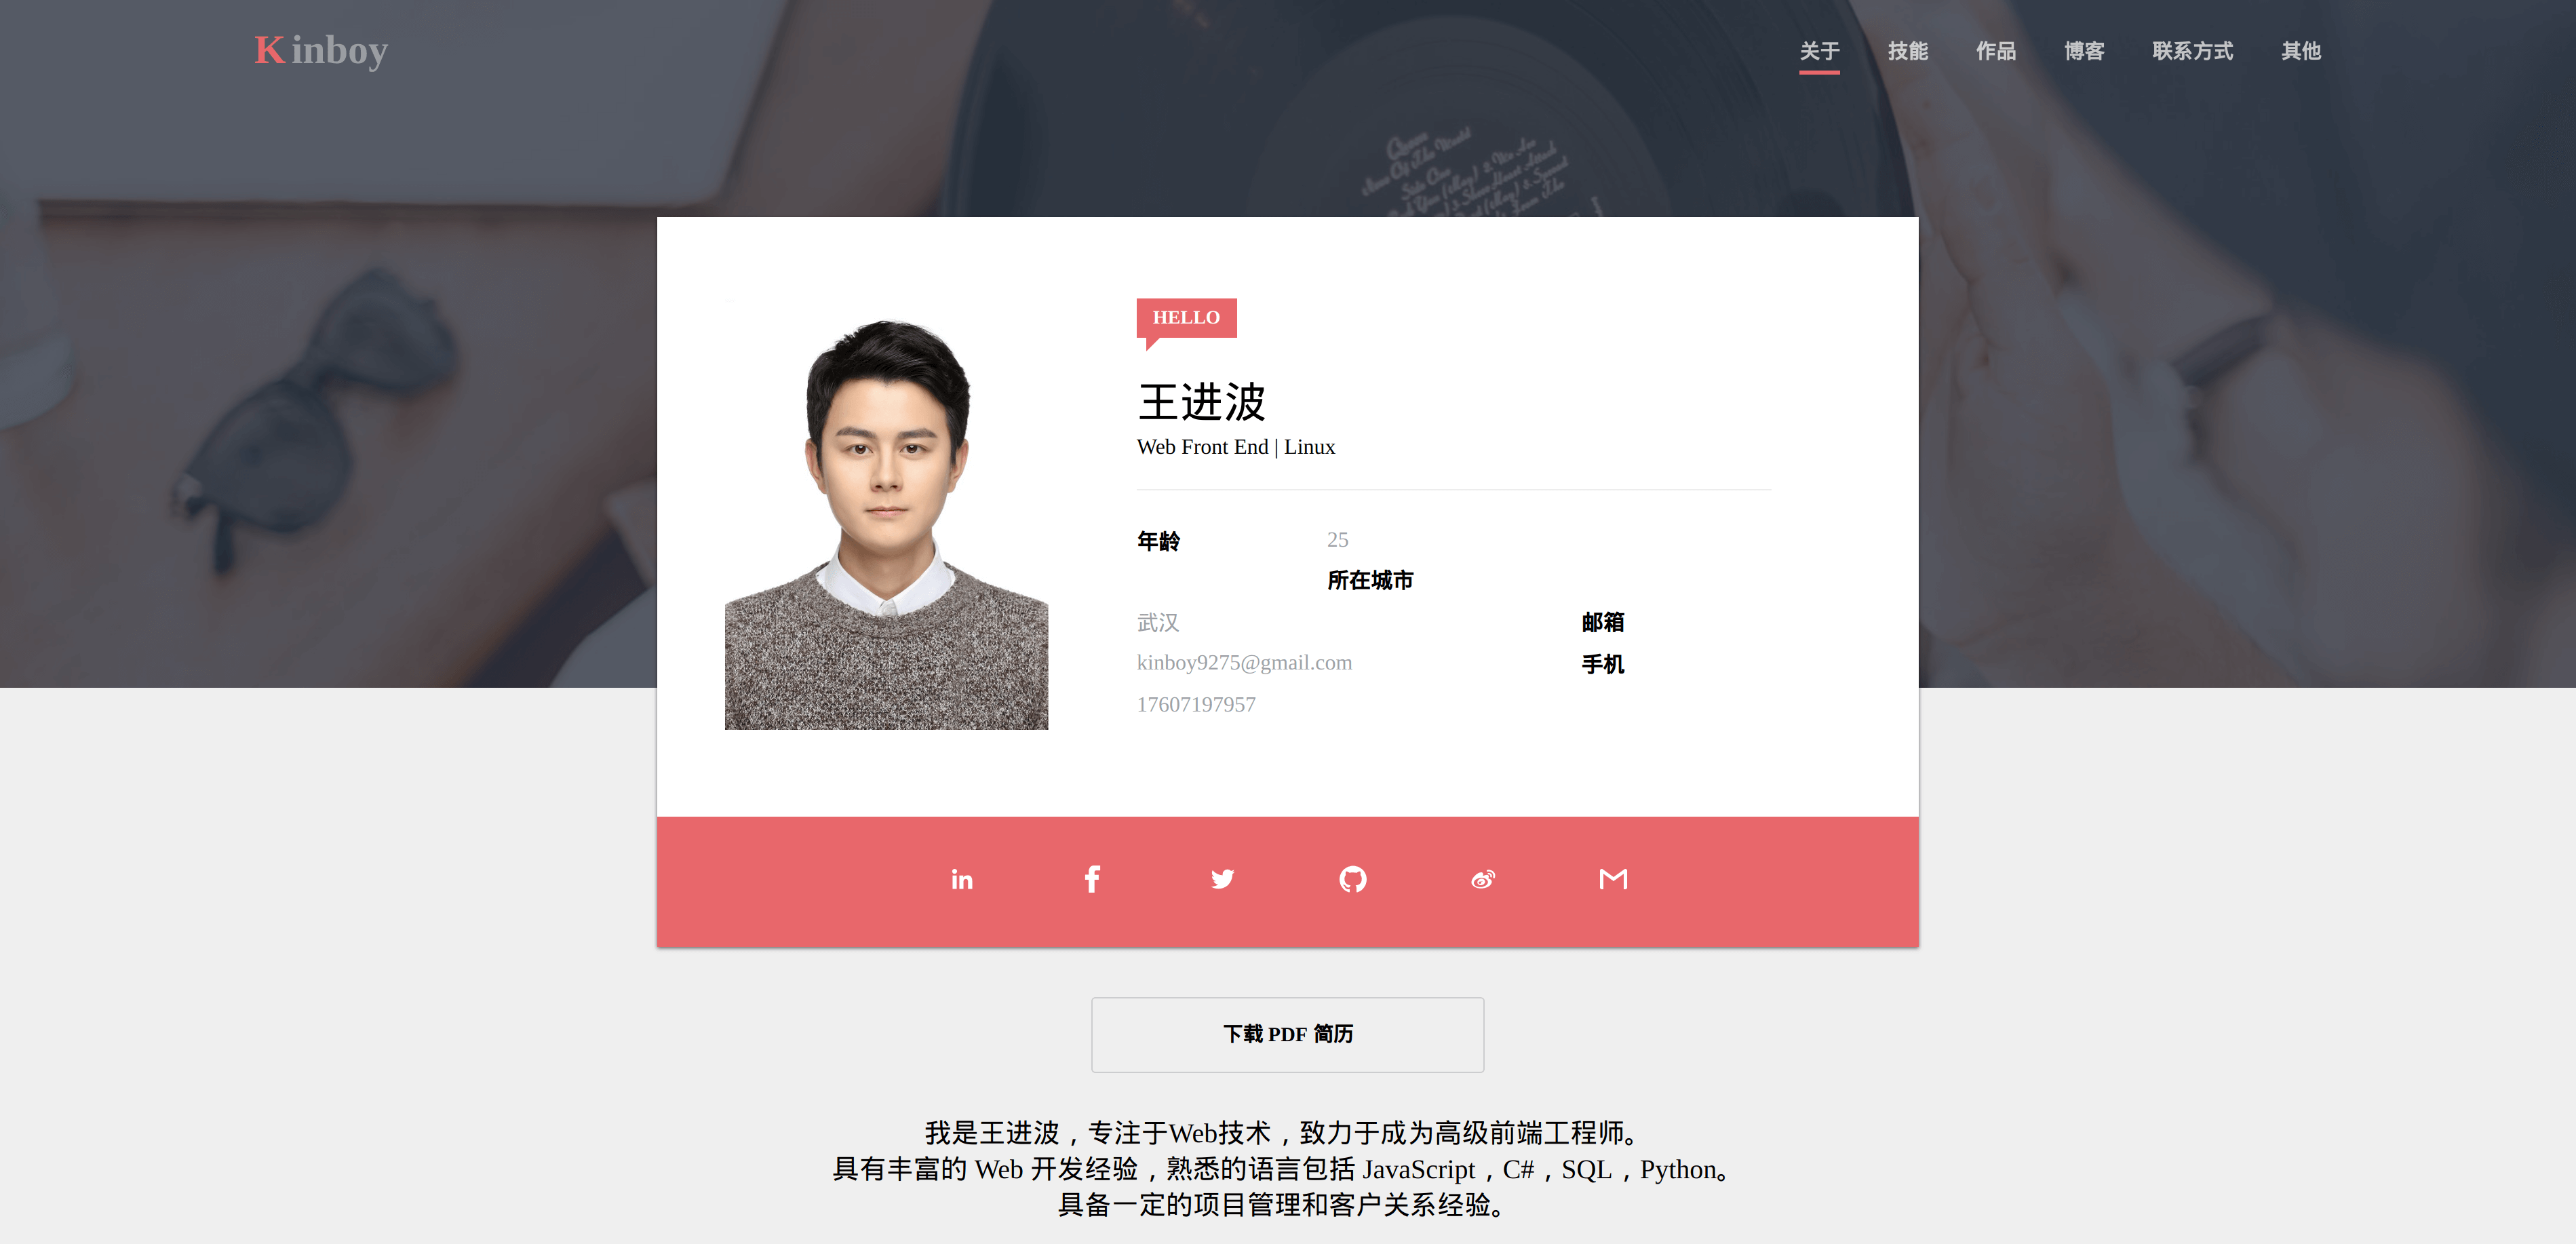 Kinboy
关于 技能 作品 博客 联系方式 其他
Queen
Side One
HELLO
王进波
Web Front End | Linux
年龄 25
所在城市
武汉 邮箱
kinboy9275@gmail.com 手机
17607197957
下载 PDF 简历
我是王进波，专注于Web技术，致力于成为高级前端工程师。
具有丰富的 Web 开发经验，熟悉的语言包括 JavaScript，C#，SQL，Python。
具备一定的项目管理和客户关系经验。